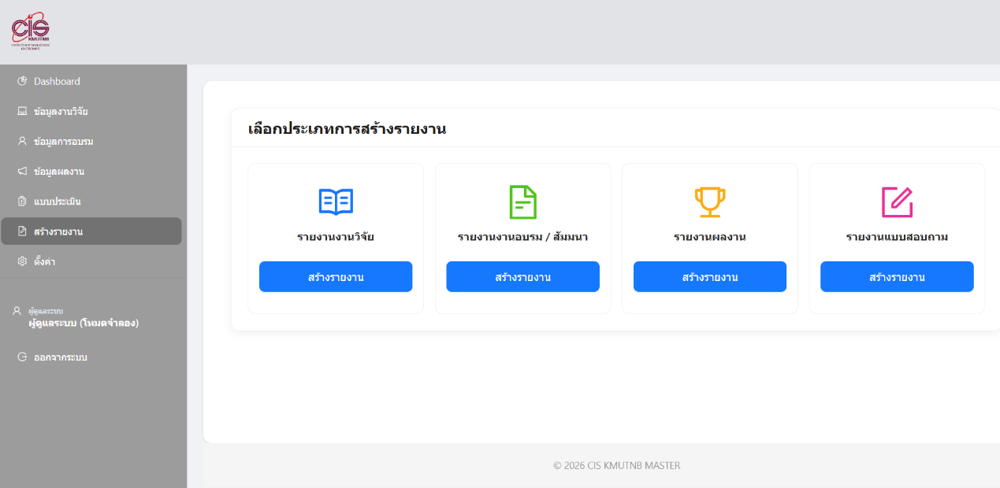 CIS
KMUTNB
Dashboard
ข้อมูลงานวิจัย
ข้อมูลการอบรม
ข้อมูลผลงาน
แบบประเมิน
สร้างรายงาน
ตั้งค่า
ผู้ดูแลระบบ
ผู้ดูแลระบบ (โหมดจำลอง)
ออกจากระบบ
เลือกประเภทการสร้างรายงาน
รายงานงานวิจัย
สร้างรายงาน
รายงานงานอบรม / สัมมนา
สร้างรายงาน
รายงานผลงาน
สร้างรายงาน
รายงานแบบสอบถาม
สร้างรายงาน
© 2026 CIS KMUTNB MASTER